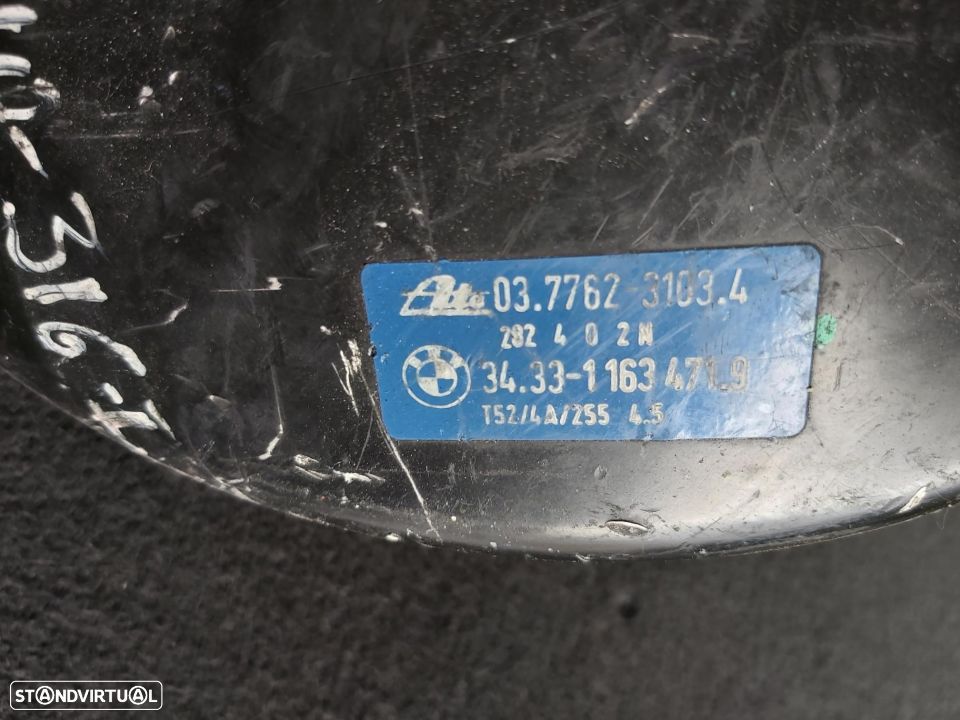 316-i
Ate 03.7762-3103.4
282 4 0 2 N
34.33-1 163 471.9
T52/4A/255 4.5
STANDVIRTUAL